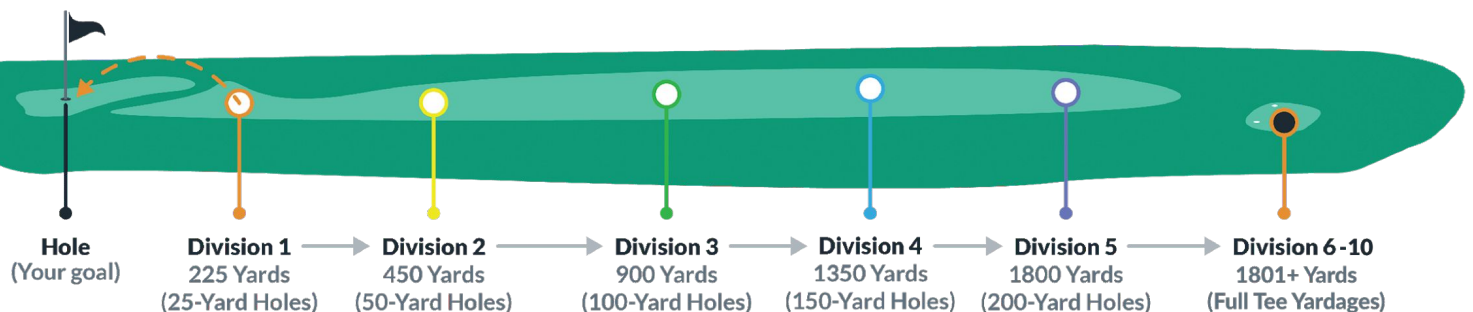 Hole
(Your goal)
Division 1
225 Yards
(25-Yard Holes)
Division 2
450 Yards
(50-Yard Holes)
Division 3
900 Yards
(100-Yard Holes)
Division 4
1350 Yards
(150-Yard Holes)
Division 5
1800 Yards
(200-Yard Holes)
Division 6-10
1801+ Yards
(Full Tee Yardages)